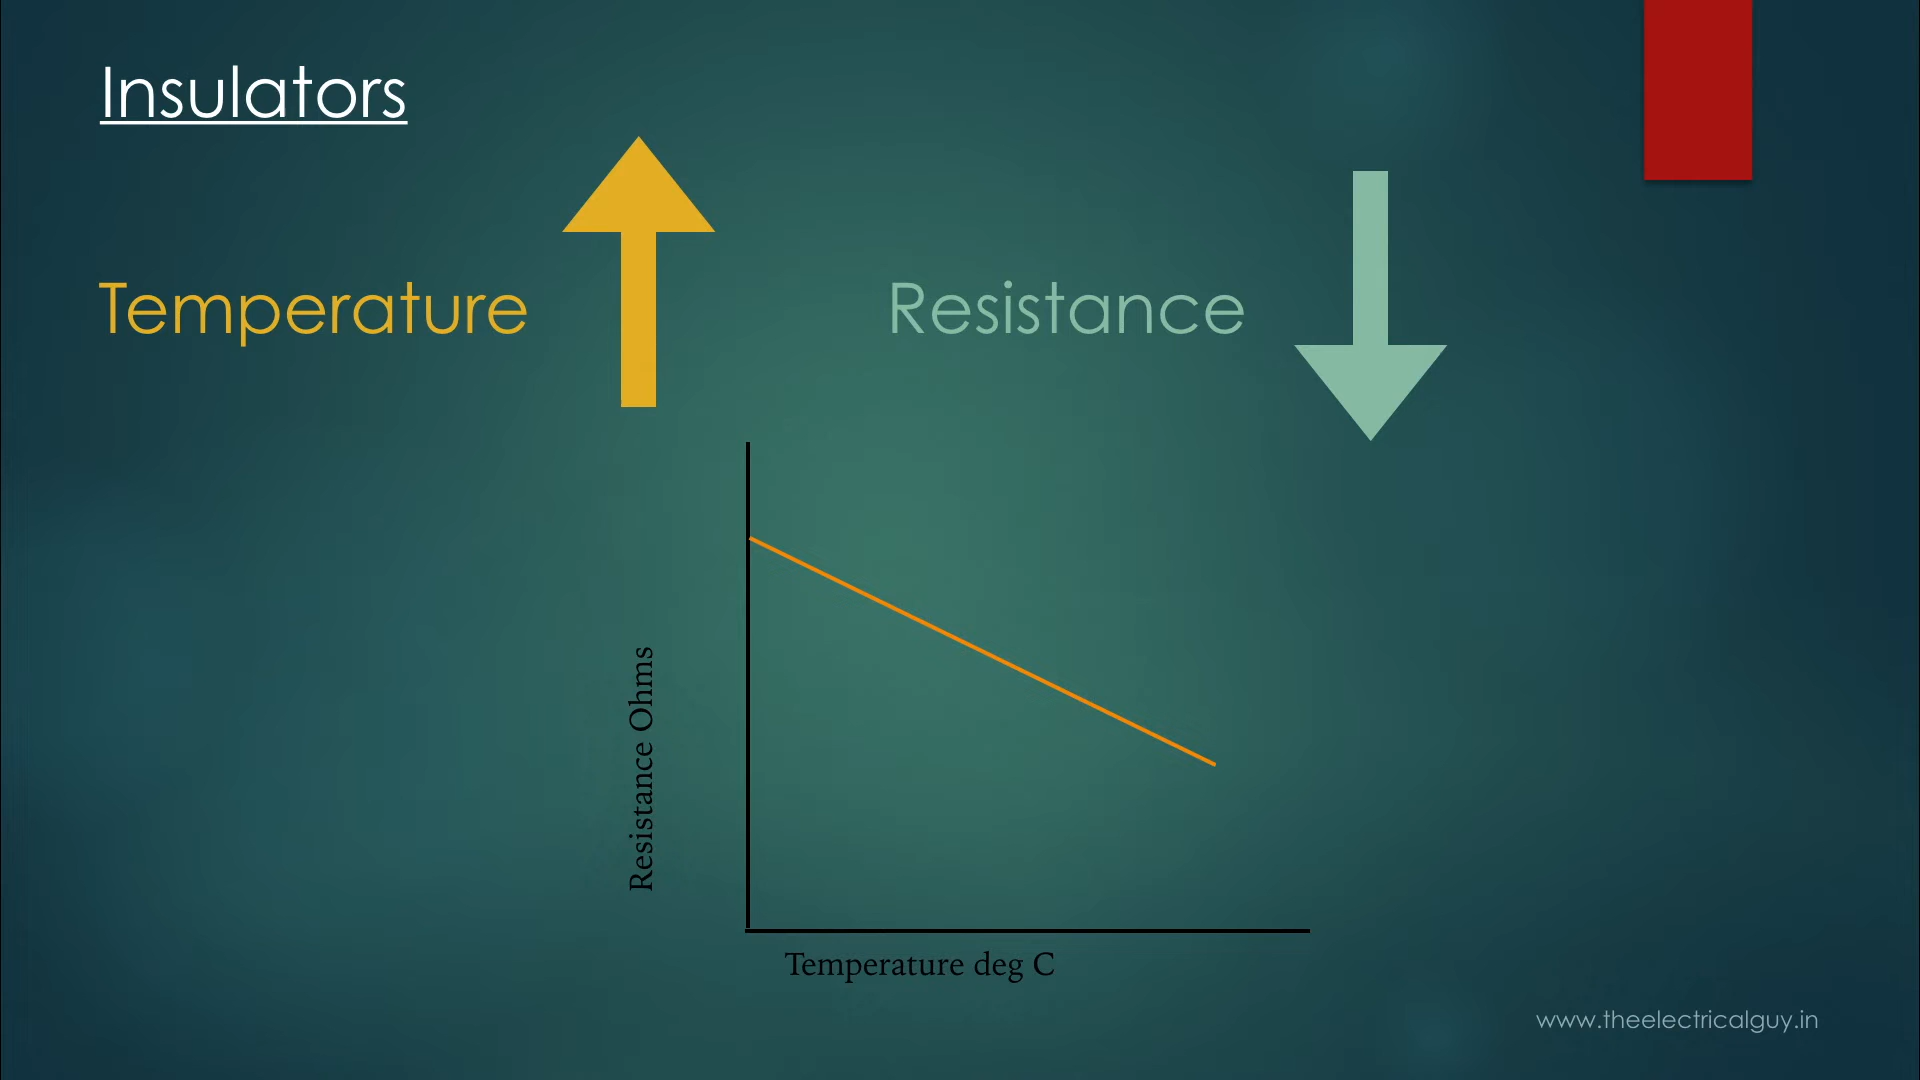 Insulators
Temperature
Resistance
Resistance Ohms
Temperature deg C
www.theelectricalguy.in